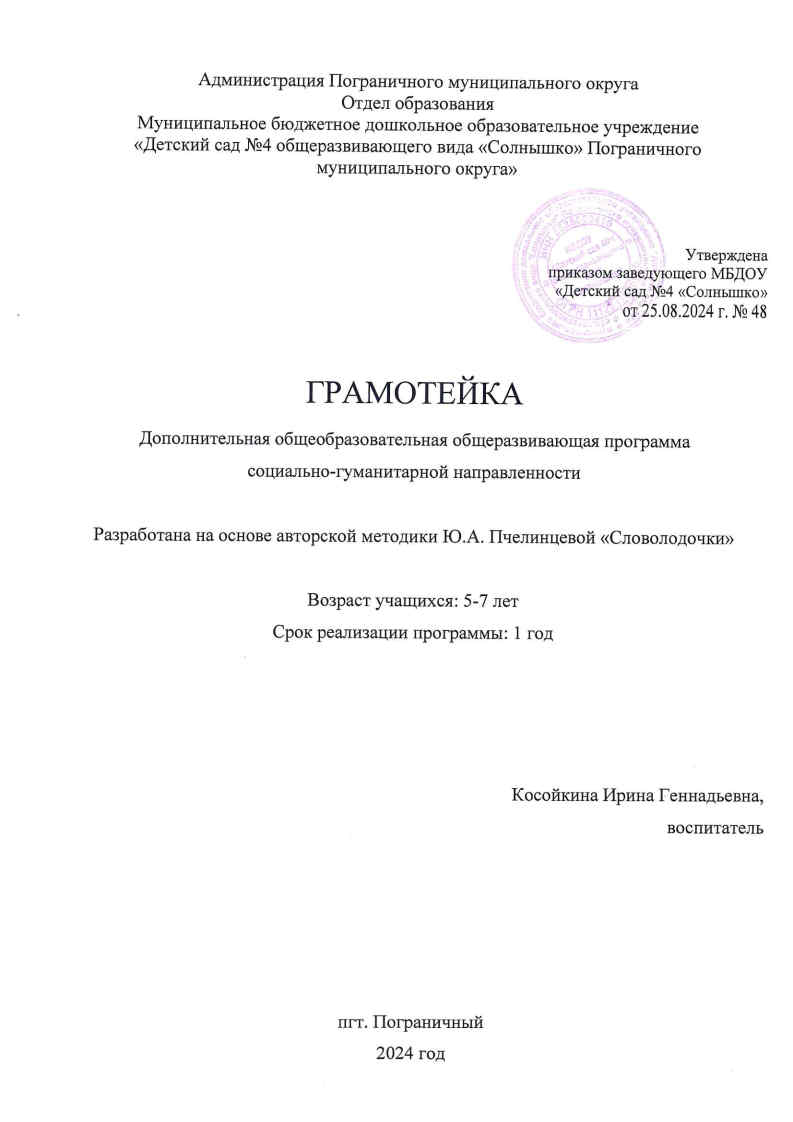 Администрация Пограничного муниципального округа
Отдел образования
Муниципальное бюджетное дошкольное образовательное учреждение
«Детский сад №4 общеразвивающего вида «Солнышко» Пограничного
муниципального округа»
Утверждена
приказом заведующего МБДОУ
«Детский сад №4 «Солнышко»
от 25.08.2024 г. № 48
ГРАМОТЕЙКА
Дополнительная общеобразовательная общеразвивающая программа
социально-гуманитарной направленности
Разработана на основе авторской методики Ю.А. Пчелинцевой «Словолодочки»
Возраст учащихся: 5-7 лет
Срок реализации программы: 1 год
Косойкина Ирина Геннадьевна,
воспитатель
пгт. Пограничный
2024 год